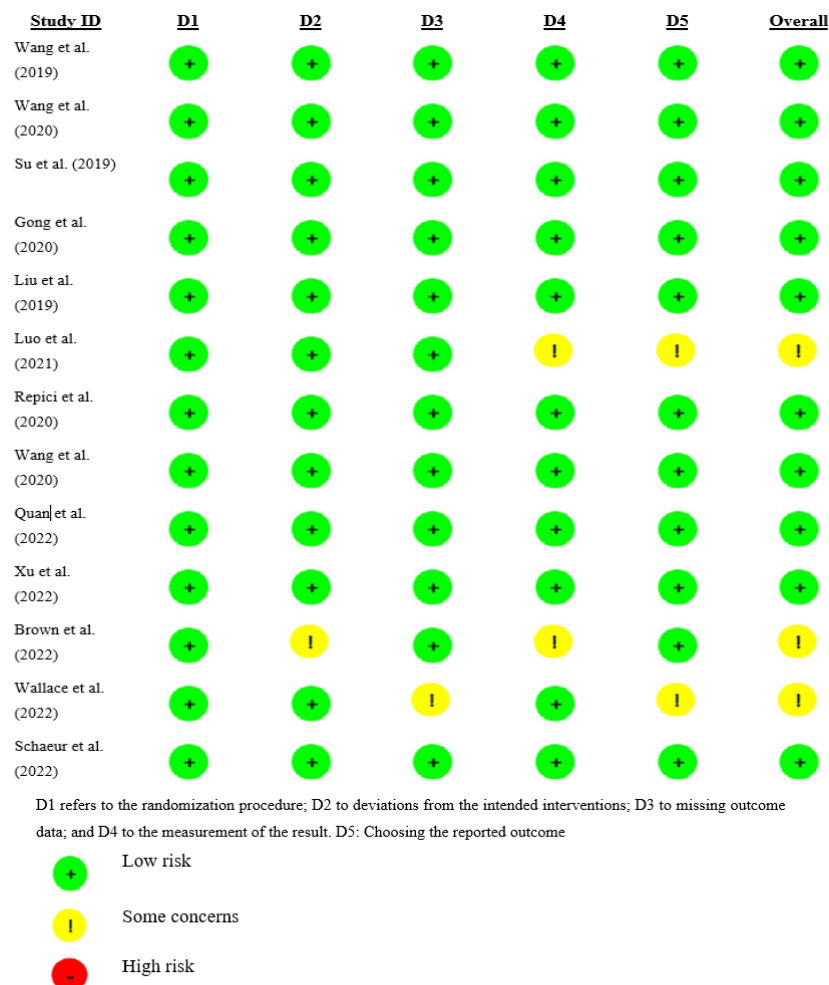 Study ID D1 D2 D3 D4 D5 Overall
Wang et al.
(2019)
+ + + + + +
Wang et al.
(2020)
+ + + + + +
Su et al. (2019)
+ + + + + +
Gong et al.
(2020)
+ + + + + +
Liu et al.
(2019)
+ + + + + +
Luo et al.
(2021)
+ + + ! ! !
Repici et al.
(2020)
+ + + + + +
Wang et al.
(2020)
+ + + + + +
Quan et al.
(2022)
+ + + + + +
Xu et al.
(2022)
+ + + + + +
Brown et al.
(2022)
+ ! + ! + !
Wallace et al.
(2022)
+ + ! + ! !
Schaeur et al.
(2022)
+ + + + + +
D1 refers to the randomization procedure; D2 to deviations from the intended interventions; D3 to missing outcome
data; and D4 to the measurement of the result. D5: Choosing the reported outcome
+ Low risk
! Some concerns
- High risk